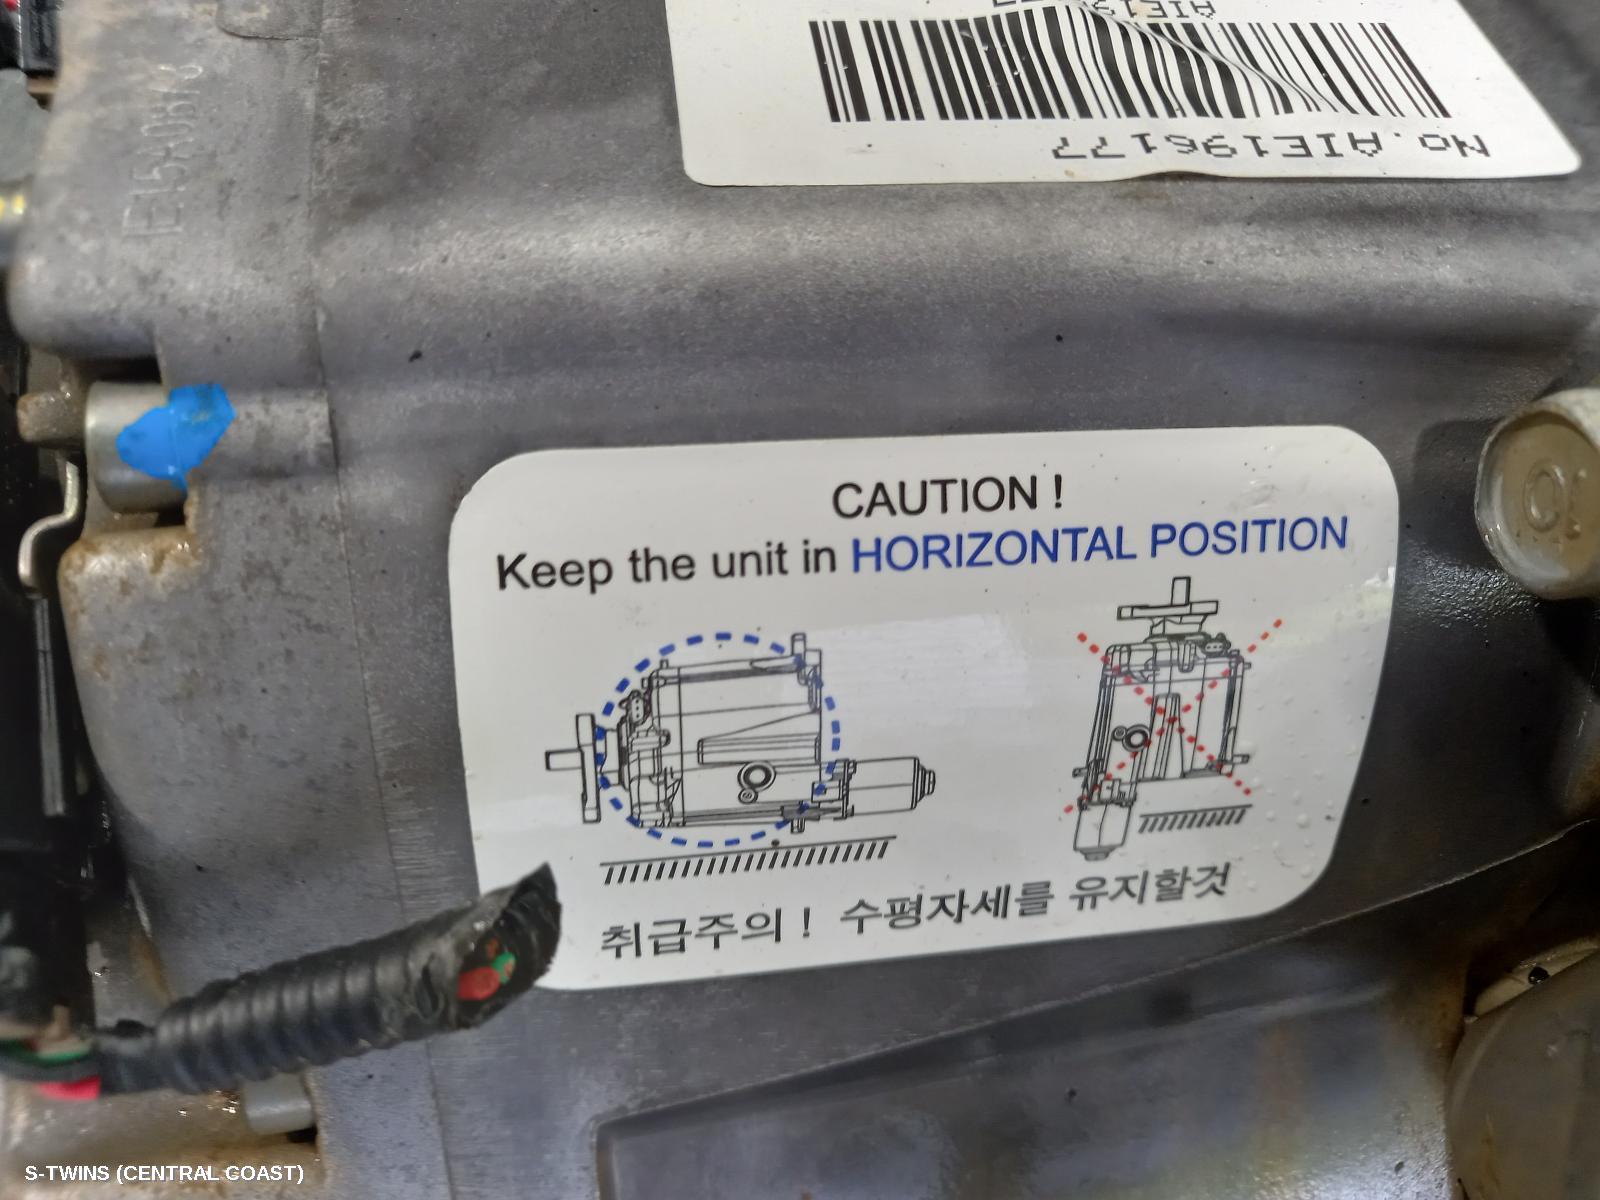 No.AIE196177
CAUTION !
Keep the unit in HORIZONTAL POSITION
취급주의 ! 수평자세를 유지할것
S-TWINS (CENTRAL COAST)